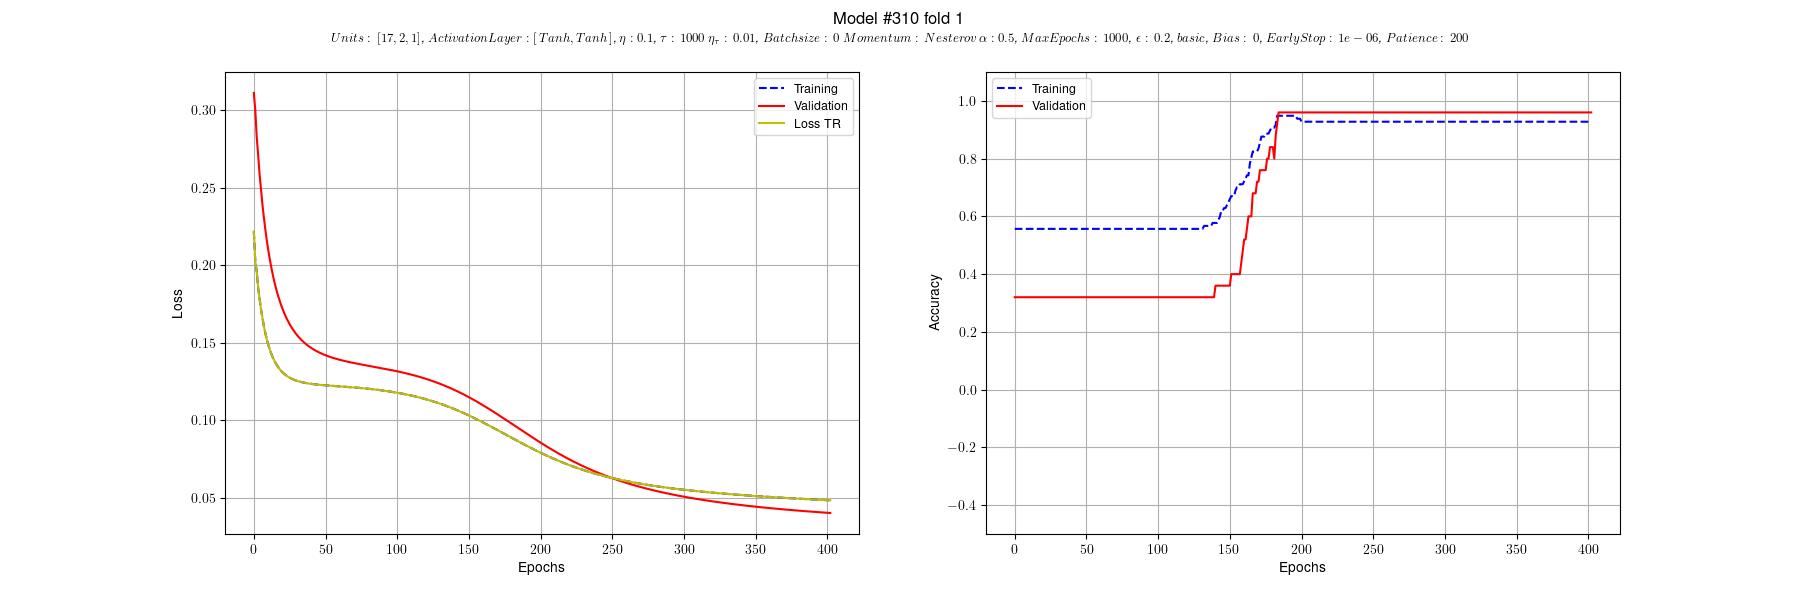 Model #310 fold 1
Units : [17, 2, 1], ActivationLayer : [Tanh, Tanh], η : 0.1, τ : 1000 η_τ : 0.01, Batchsize : 0 Momentum : Nesterov α : 0.5, MaxEpochs : 1000, ϵ : 0.2, basic, Bias : 0, EarlyStop : 1e − 06, Patience : 200
Training
Validation
Loss TR
0.30
0.25
0.20
0.15
0.10
0.05
Loss
0 50 100 150 200 250 300 350 400
Epochs
Training
Validation
1.0
0.8
0.6
0.4
0.2
0.0
−0.2
−0.4
Accuracy
0 50 100 150 200 250 300 350 400
Epochs